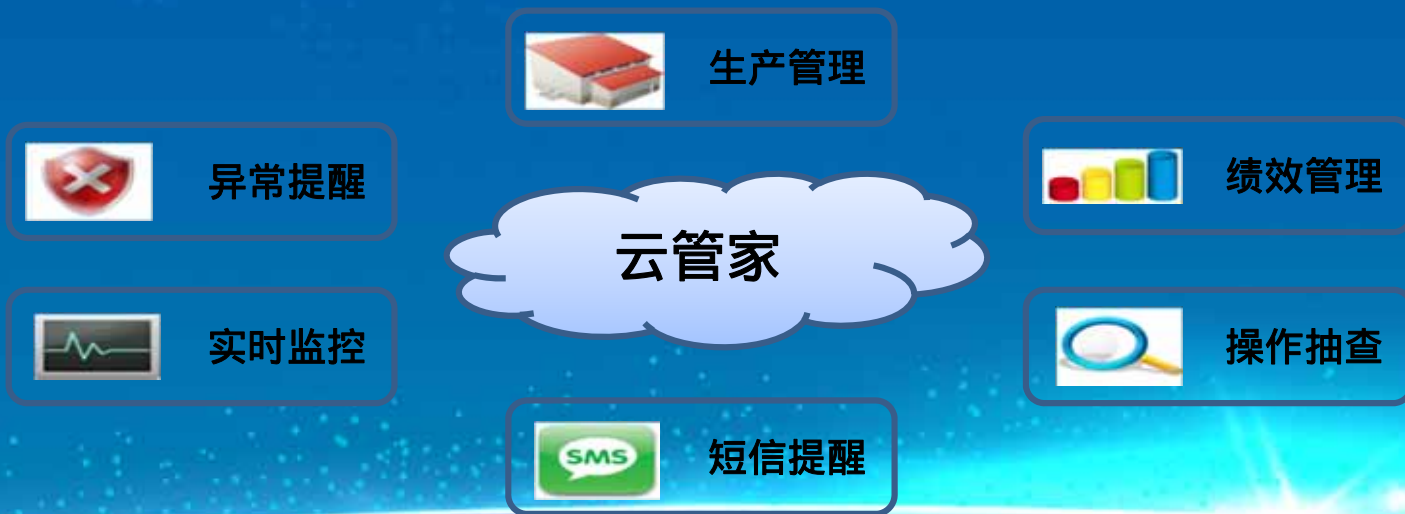 生产管理
异常提醒
绩效管理
云管家
实时监控
操作抽查
SMS
短信提醒